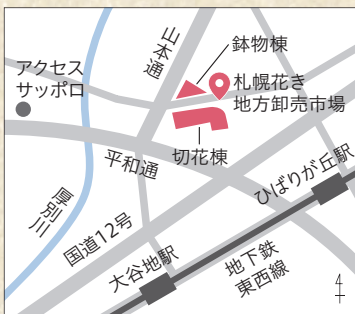 山本通
鉢物棟
アクセス
サッポロ
札幌花き
地方卸売市場
切花棟
平和通
ひばりが丘駅
厚別川
国道12号
大谷地駅
地下鉄
東西線
4